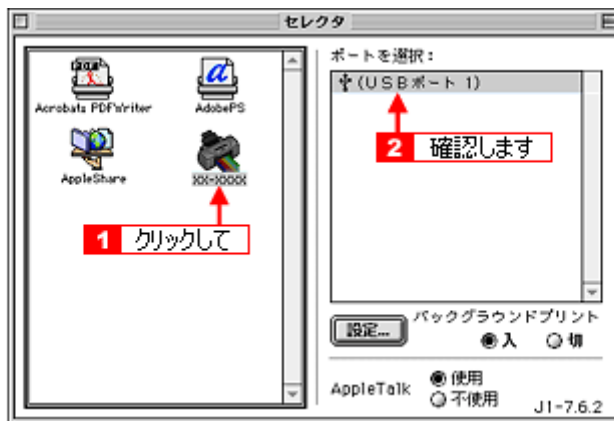 セレクタ
Acrobats PDFWriter
AdobePS
AppleShare
XX-XXXX
1 クリックして
ポートを選択：
(USBポート 1)
2 確認します
設定...
バックグラウンドプリント
入 切
AppleTalk
使用
不使用
J1-7.6.2